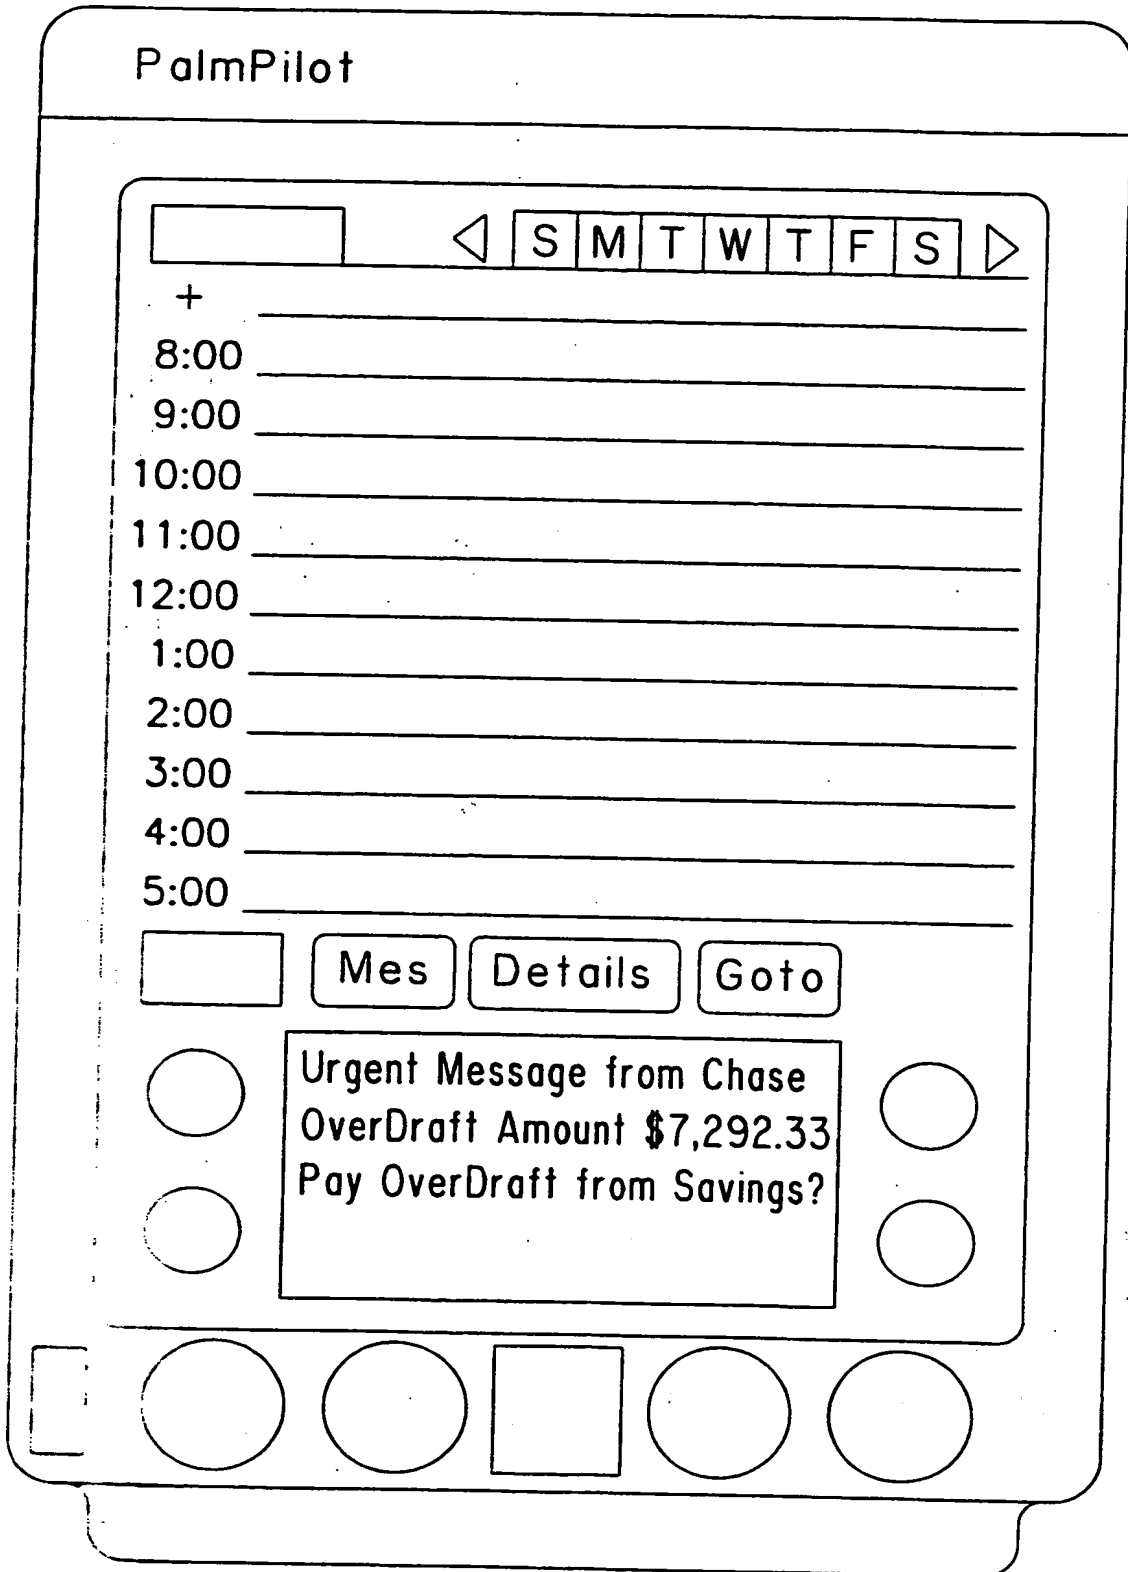 PalmPilot
S M T W T F S
+
8:00
9:00
10:00
11:00
12:00
1:00
2:00
3:00
4:00
5:00
Mes Details Goto
Urgent Message from Chase
OverDraft Amount $7,292.33
Pay OverDraft from Savings?